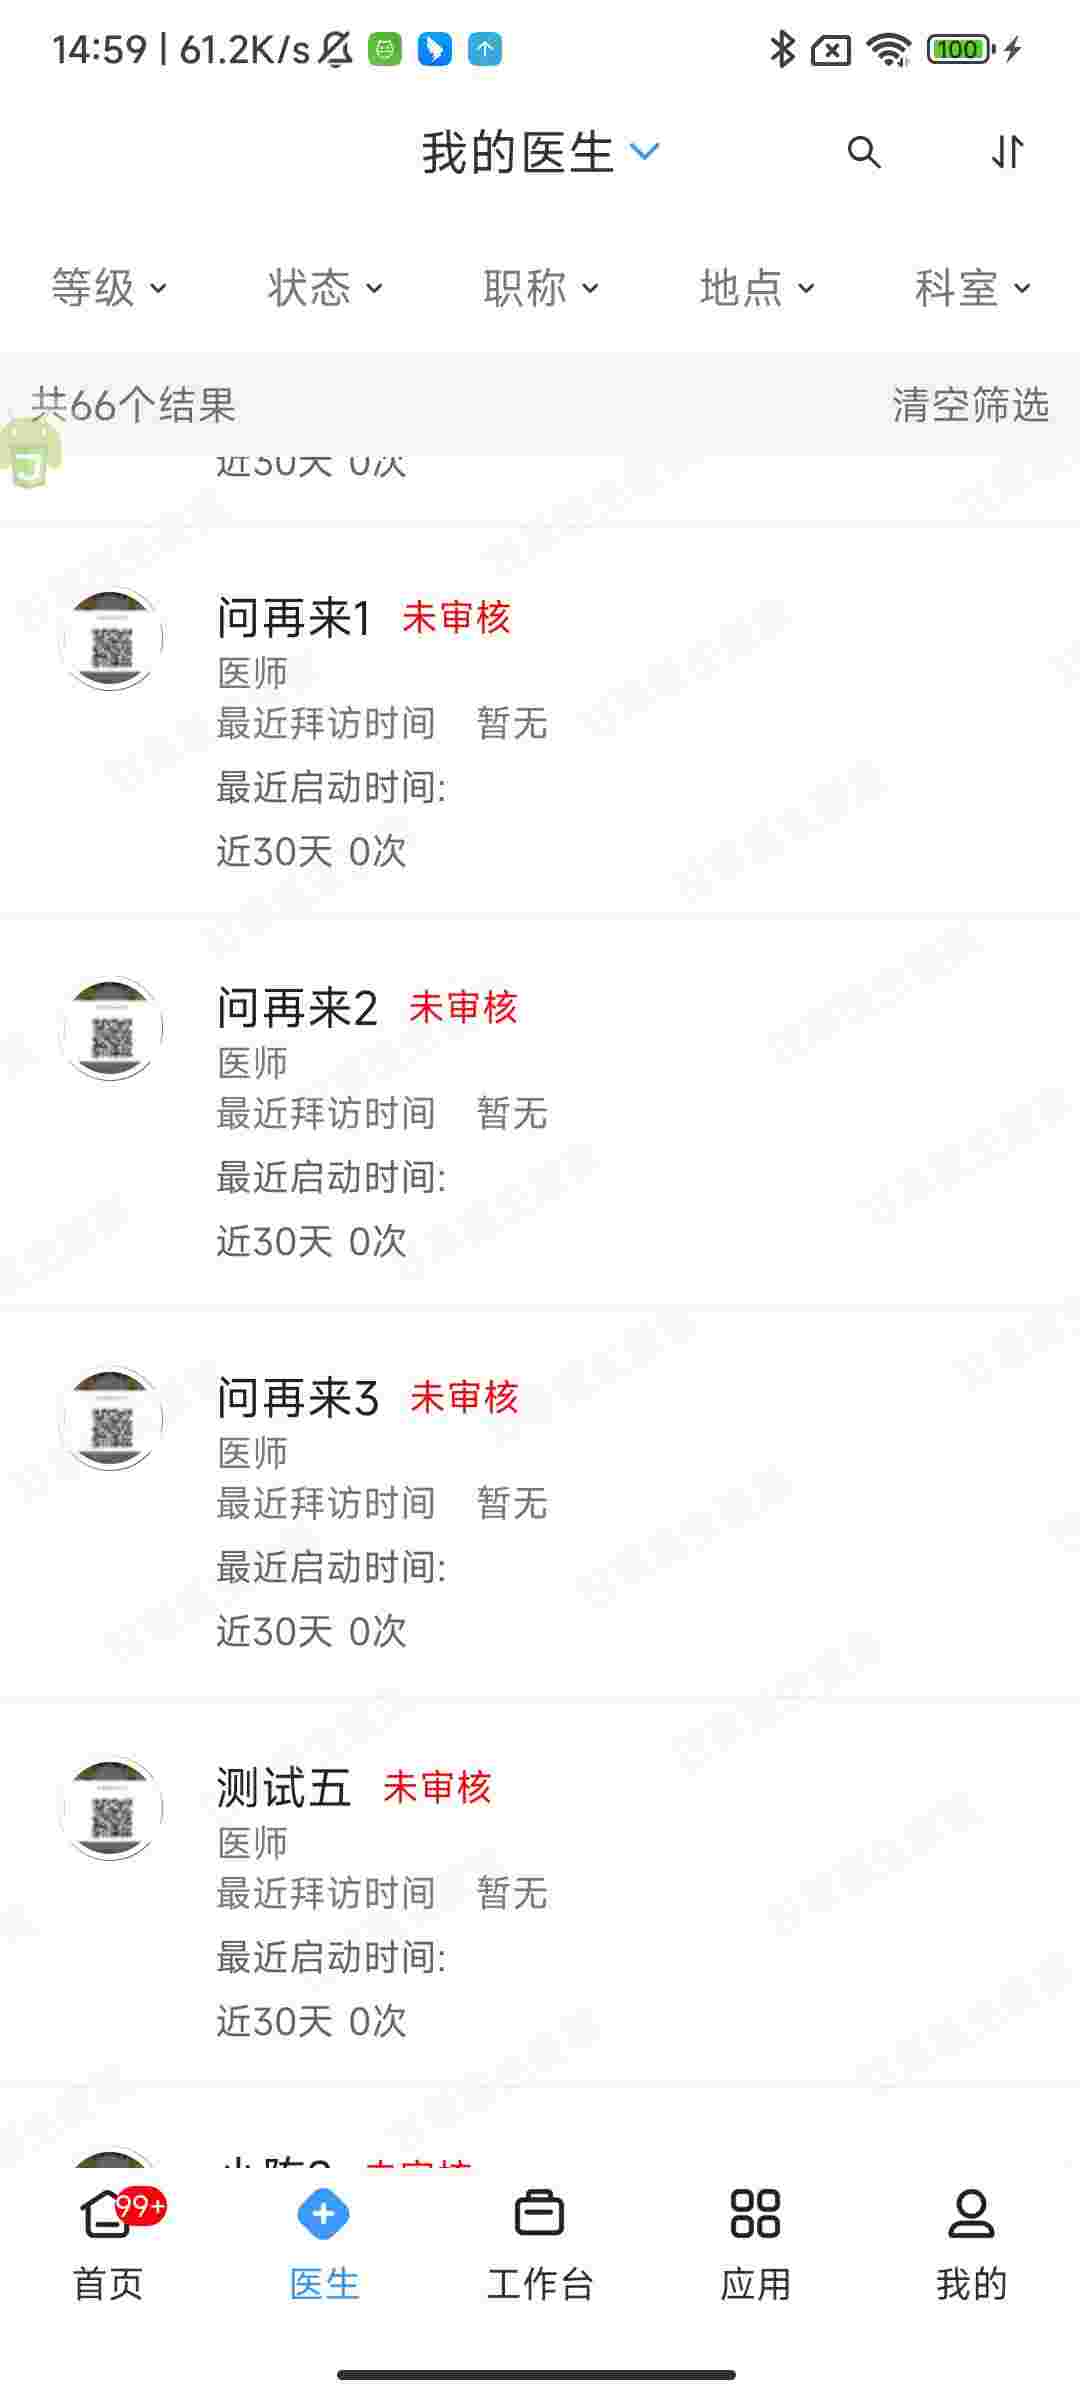 14:59 | 61.2K/s 100
我的医生
等级 状态 职称 地点 科室
共66个结果 清空筛选
近30天 0次
问再来1 未审核
医师
最近拜访时间 暂无
最近启动时间:
近30天 0次
问再来2 未审核
医师
最近拜访时间 暂无
最近启动时间:
近30天 0次
问再来3 未审核
医师
最近拜访时间 暂无
最近启动时间:
近30天 0次
测试五 未审核
医师
最近拜访时间 暂无
最近启动时间:
近30天 0次
未审核
99+
首页 医生 工作台 应用 我的